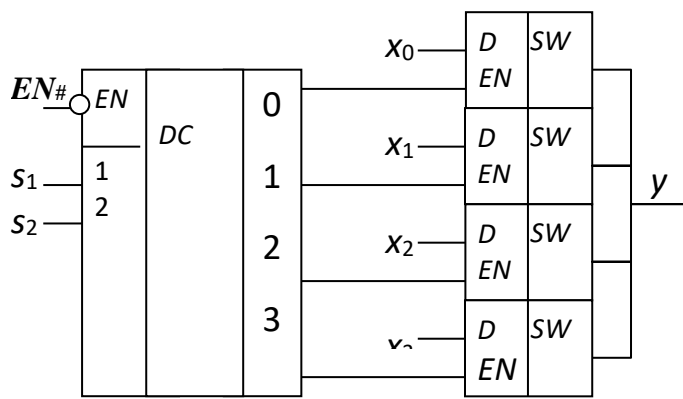 x0 D SW
EN# EN EN
0
DC
x1 D SW
s1 1 1 EN
s2 2 y
x2 D SW
2 EN
3
D SW
EN